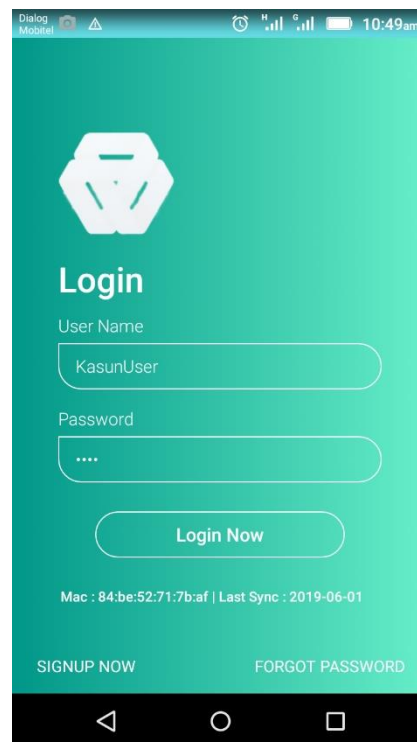 Dialog
Mobitel H G 10:49am
Login
User Name
KasunUser
Password
••••
Login Now
Mac : 84:be:52:71:7b:af | Last Sync : 2019-06-01
SIGNUP NOW FORGOT PASSWORD